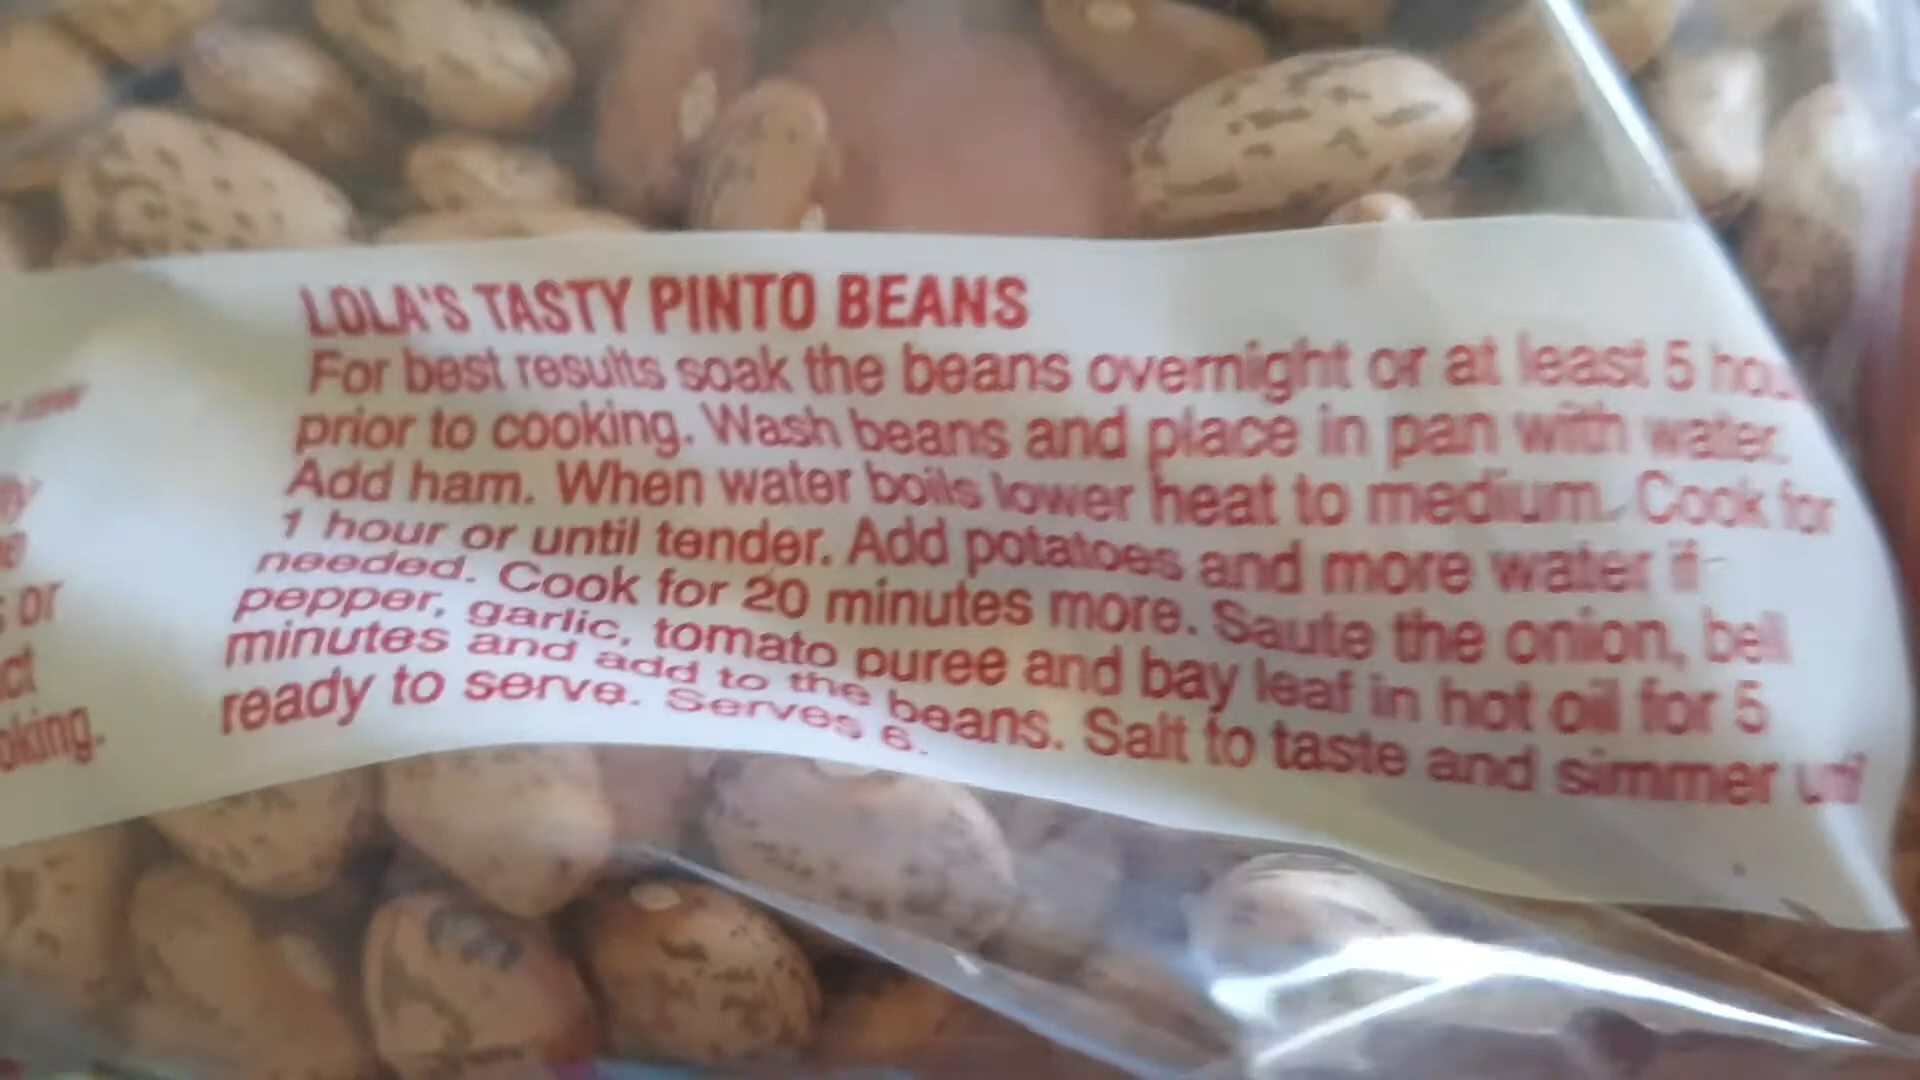 LOLA'S TASTY PINTO BEANS
For best results soak the beans overnight or at least 5
prior to cooking. Wash beans and place in pan with water.
Add ham. When water boils lower heat to medium. Cook for
1 hour or until tender. Add potatoes and more water if
needed. Cook for 20 minutes more. Saute the onion, bell
pepper, garlic, tomato puree and bay leaf in hot oil for 5
minutes and add to the beans. Salt to taste and simmer
ready to serve. Serves 6.
or